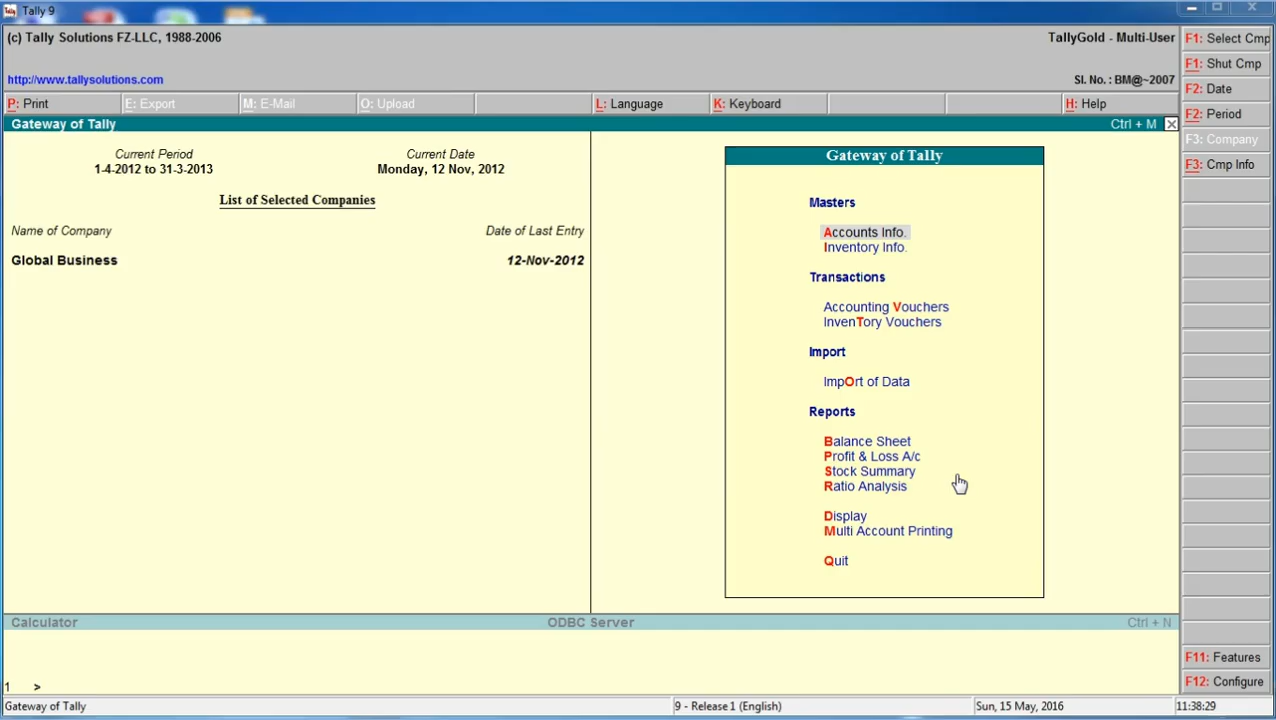 Tally 9
(c) Tally Solutions FZ-LLC, 1988-2006
TallyGold - Multi-User
http://www.tallysolutions.com
Sl. No. : BM@~2007
P: Print
E: Export
M: E-Mail
O: Upload
L: Language
K: Keyboard
H: Help
Gateway of Tally
Ctrl + M
Current Period
Current Date
1-4-2012 to 31-3-2013
Monday, 12 Nov, 2012
List of Selected Companies
Name of Company
Date of Last Entry
Global Business
12-Nov-2012
Gateway of Tally
Masters
Accounts Info.
Inventory Info.
Transactions
Accounting Vouchers
InvenTory Vouchers
Import
ImpOrt of Data
Reports
Balance Sheet
Profit & Loss A/c
Stock Summary
Ratio Analysis
Display
Multi Account Printing
Quit
F1: Select Cmp
F1: Shut Cmp
F2: Date
F2: Period
F3: Company
F3: Cmp Info
F11: Features
F12: Configure
Calculator
ODBC Server
Ctrl + N
1 >
Gateway of Tally
9 - Release 1 (English)
Sun, 15 May, 2016
11:38:29